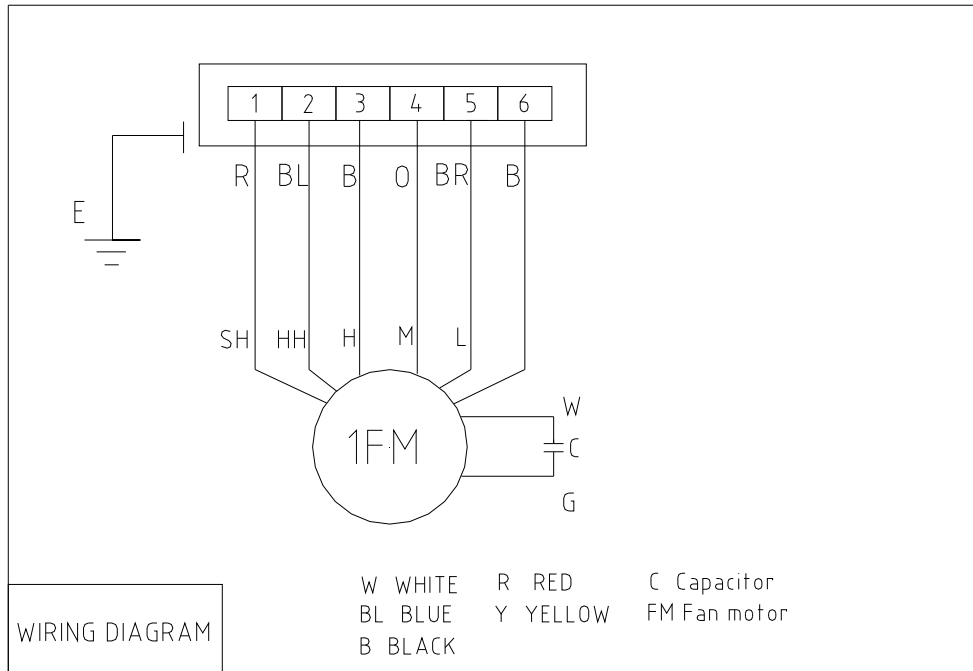 1 2 3 4 5 6
R BL B O BR B
E
SH HH H M L
W
1FM
C
G
W WHITE R RED C Capacitor
BL BLUE Y YELLOW FM Fan motor
B BLACK
WIRING DIAGRAM